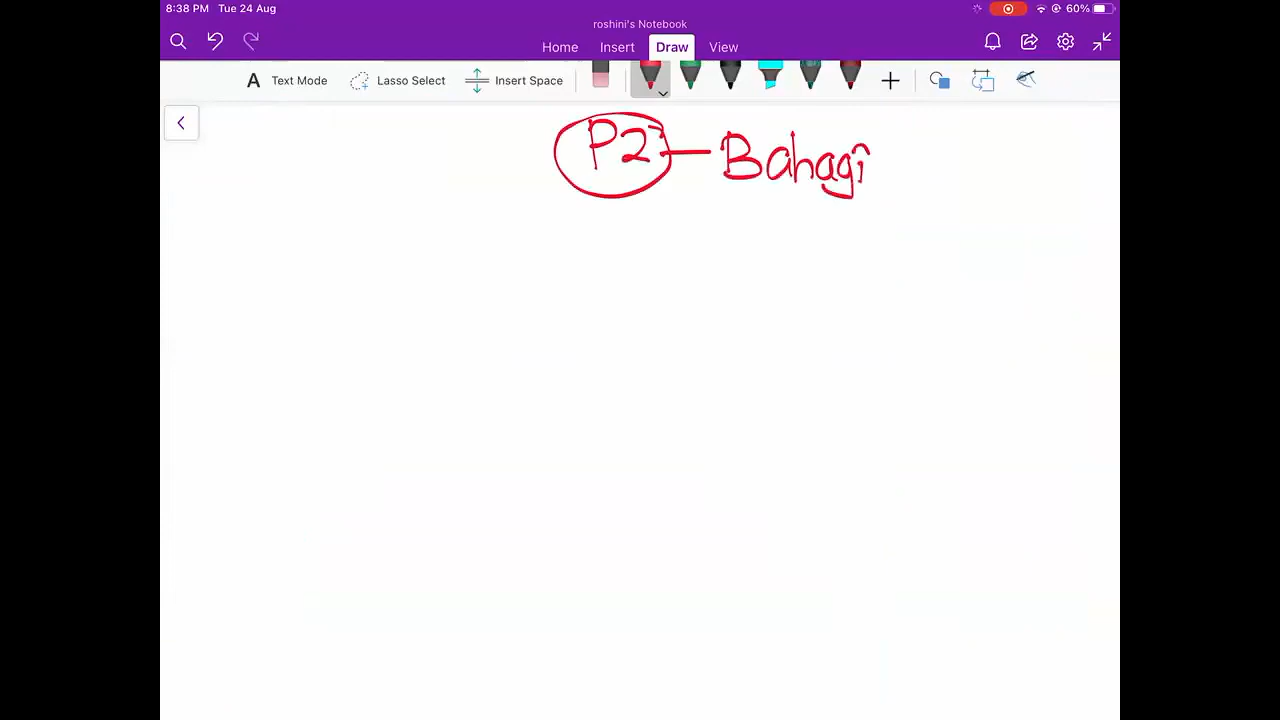 8:38 PM Tue 24 Aug 60%
roshini's Notebook
Home Insert Draw View
A Text Mode Lasso Select Insert Space
P2 — Bahagi